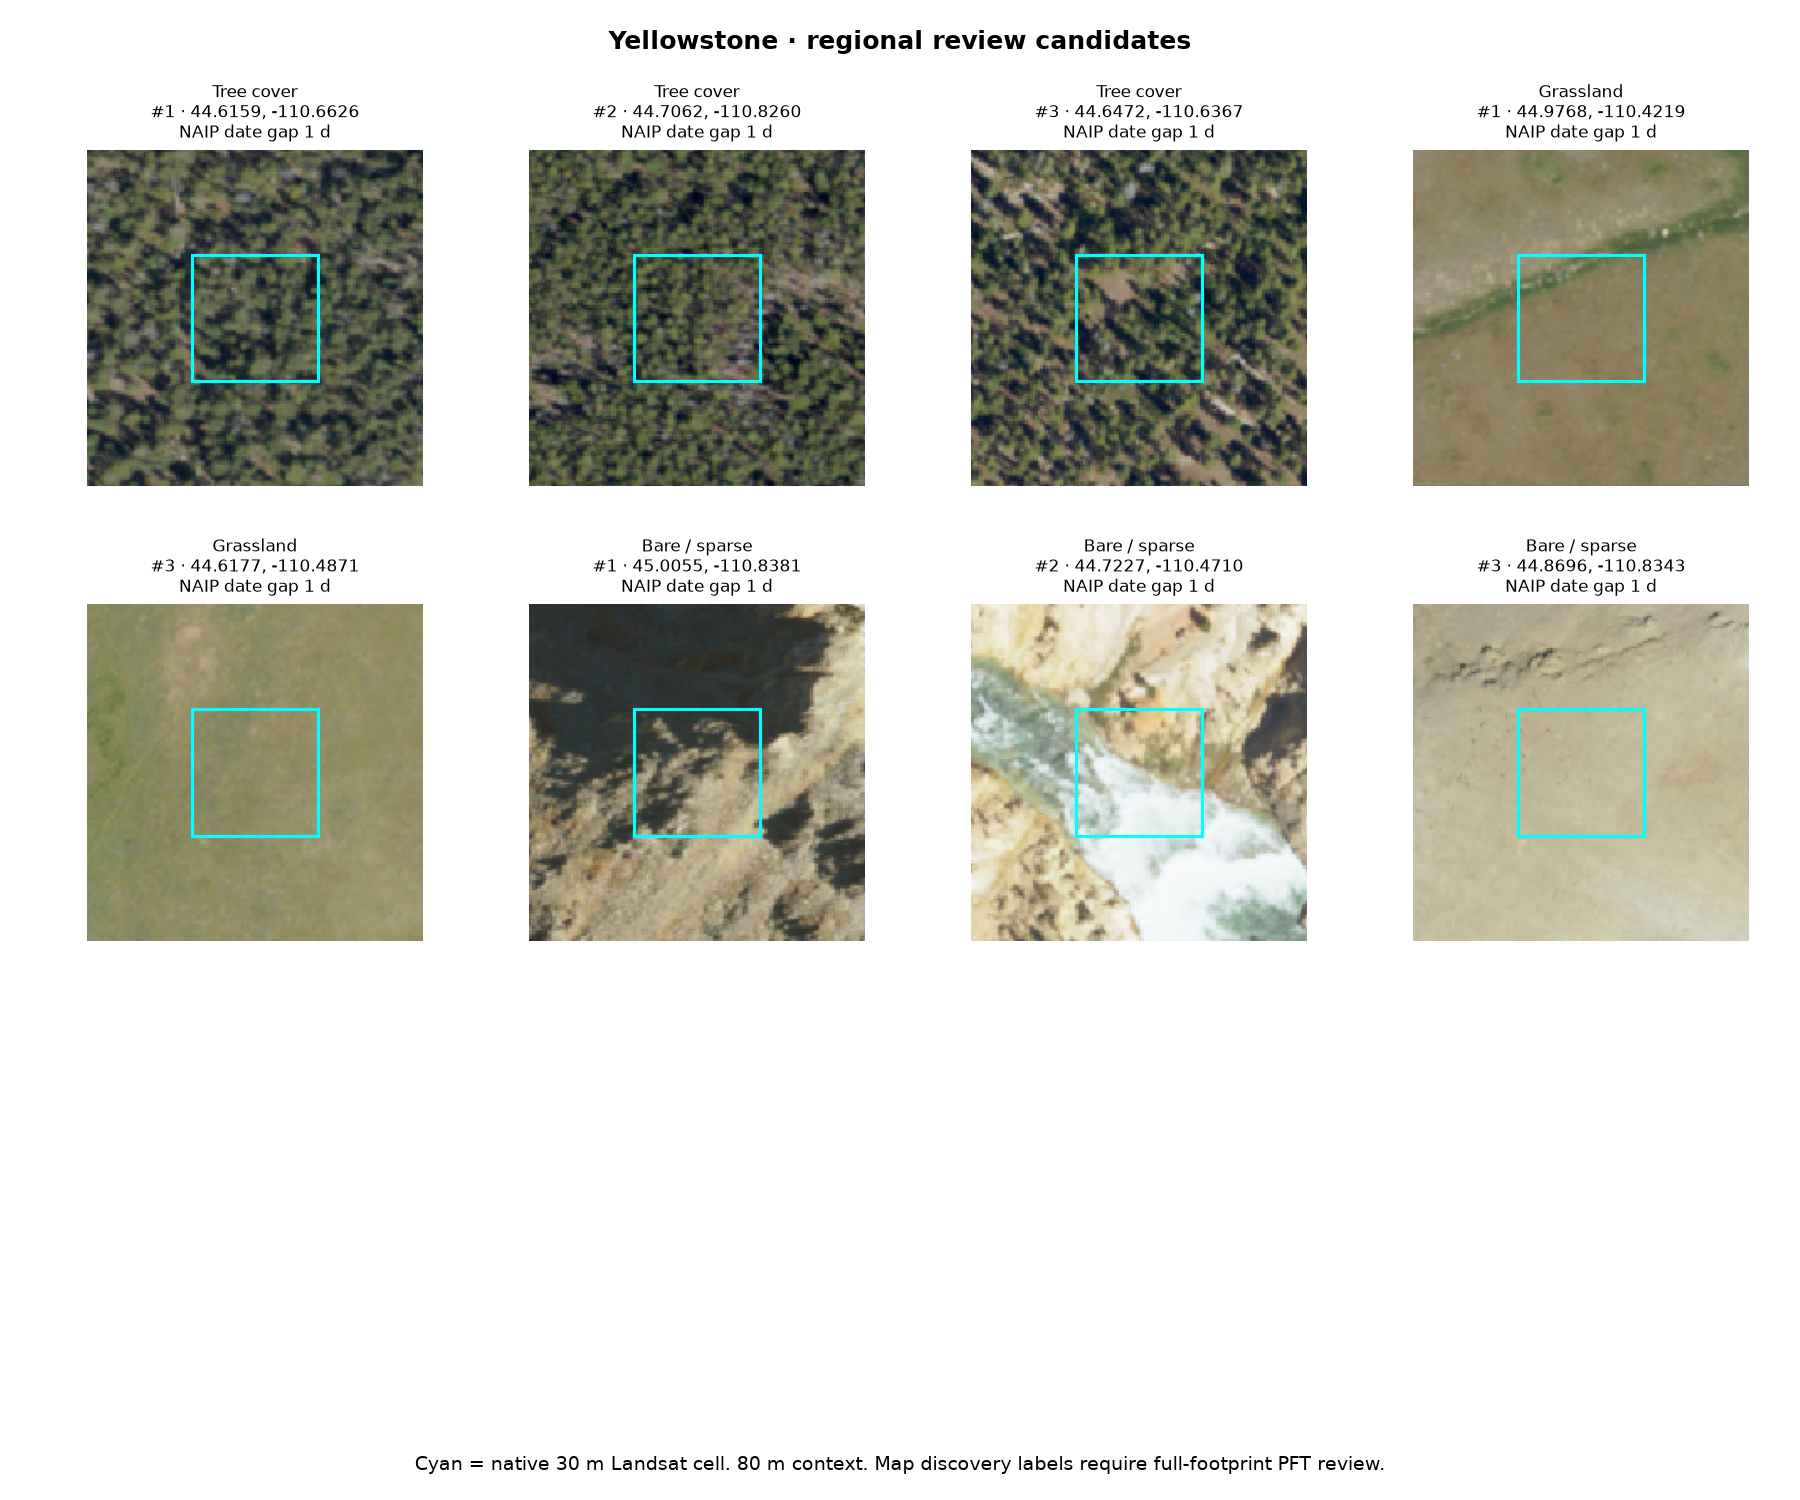 Yellowstone · regional review candidates
Tree cover
#1 · 44.6159, -110.6626
NAIP date gap 1 d
Tree cover
#2 · 44.7062, -110.8260
NAIP date gap 1 d
Tree cover
#3 · 44.6472, -110.6367
NAIP date gap 1 d
Grassland
#1 · 44.9768, -110.4219
NAIP date gap 1 d
Grassland
#3 · 44.6177, -110.4871
NAIP date gap 1 d
Bare / sparse
#1 · 45.0055, -110.8381
NAIP date gap 1 d
Bare / sparse
#2 · 44.7227, -110.4710
NAIP date gap 1 d
Bare / sparse
#3 · 44.8696, -110.8343
NAIP date gap 1 d
Cyan = native 30 m Landsat cell. 80 m context. Map discovery labels require full-footprint PFT review.